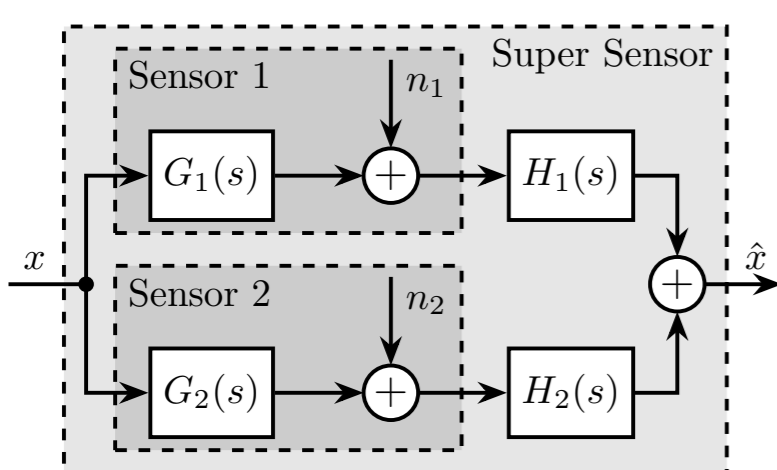 Super Sensor
Sensor 1
n₁
G₁(s)
+
H₁(s)
x
+
x̂
Sensor 2
n₂
G₂(s)
+
H₂(s)